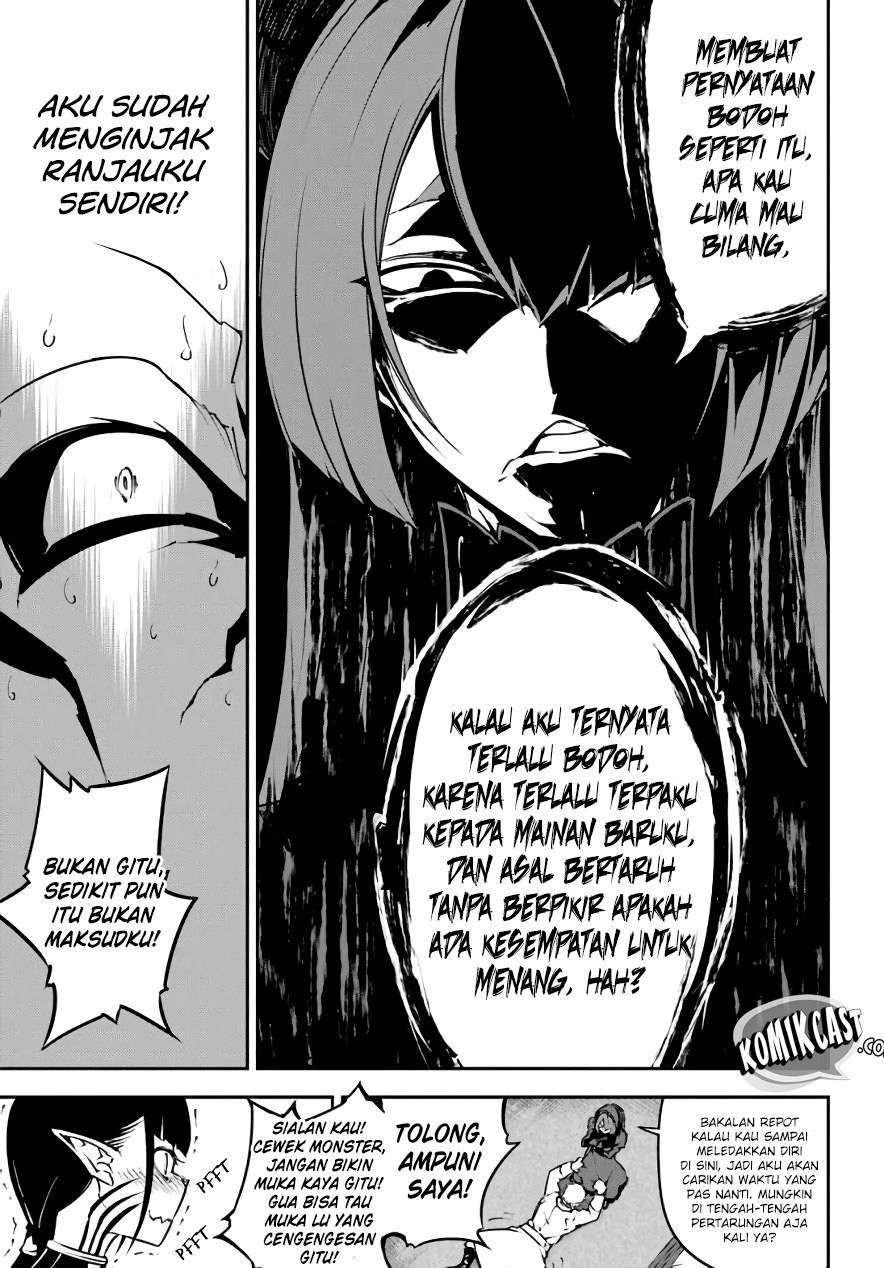 MEMBUAT
PERNYATAAN
BODOH
SEPERTI ITU,
APA KAU
CUMA MAU
BILANG,
KALAU AKU TERNYATA
TERLALU BODOH,
KARENA TERLALU TERPAKU
KEPADA MAINAN BARUKU,
DAN ASAL BERTARUH
TANPA BERPIKIR APAKAH
ADA KESEMPATAN UNTUK
MENANG, HAH?
AKU SUDAH
MENGINJAK
RANJAUKU
SENDIRI!
BUKAN GITU,
SEDIKIT PUN
ITU BUKAN
MAKSUDKU!
KOMIKCAST
.CO
BAKALAN REPOT
KALAU KAU SAMPAI
MELEDAKKAN DIRI
DI SINI, JADI AKU AKAN
CARIKAN WAKTU YANG
PAS NANTI. MUNGKIN
DI TENGAH-TENGAH
PERTARUNGAN AJA
KALI YA?
TOLONG,
AMPUNI
SAYA!
SIALAN KAU!
CEWEK MONSTER,
JANGAN BIKIN
MUKA KAYA GITU!
GUA BISA TAU
MUKA LU YANG
CENGENGESAN
GITU!
PFFT
PFFT